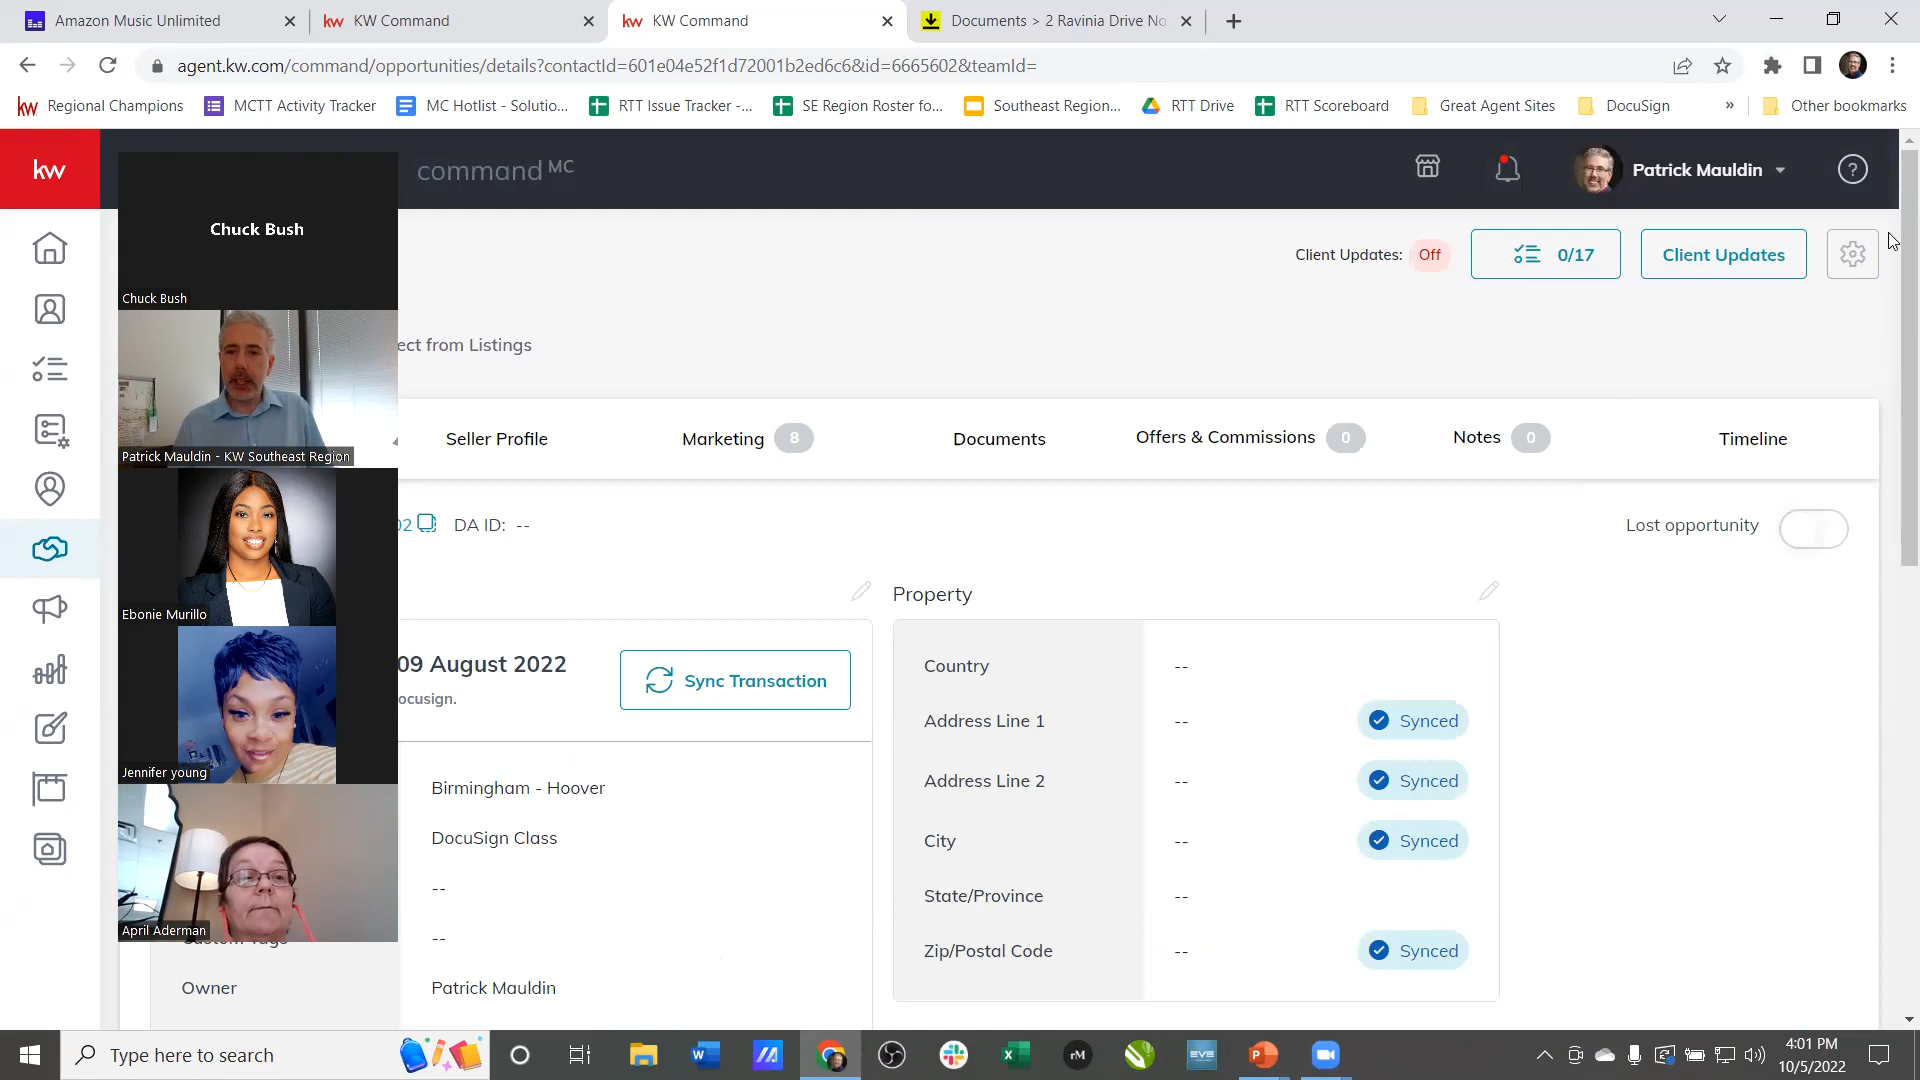 Amazon Music Unlimited
KW Command
KW Command
Documents > 2 Ravinia Drive No
agent.kw.com/command/opportunities/details?contactId=601e04e52f1d72001b2ed6c6&id=6665602&teamId=
Regional Champions
MCTT Activity Tracker
MC Hotlist - Solutio...
RTT Issue Tracker -...
SE Region Roster fo...
Southeast Region...
RTT Drive
RTT Scoreboard
Great Agent Sites
DocuSign
»
Other bookmarks
kw
command MC
Patrick Mauldin
Chuck Bush
Chuck Bush
Client Updates: Off
0/17
Client Updates
ect from Listings
Patrick Mauldin - KW Southeast Region
Seller Profile
Marketing 8
Documents
Offers & Commissions 0
Notes 0
Timeline
02
DA ID: --
Lost opportunity
Ebonie Murillo
Property
09 August 2022
ocusign.
Sync Transaction
Country --
Address Line 1 -- Synced
Address Line 2 -- Synced
City -- Synced
State/Province --
Zip/Postal Code -- Synced
Jennifer young
Birmingham - Hoover
DocuSign Class
--
--
April Aderman
Owner
Patrick Mauldin
Type here to search
4:01 PM
10/5/2022